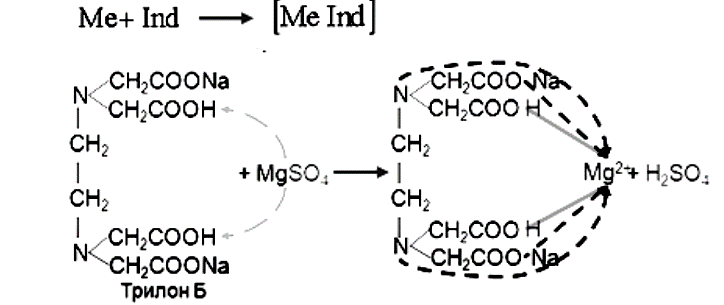 Me+ Ind → [Me Ind]
CH₂COONa CH₂COO Na
N N
CH₂COOH CH₂COO H
CH₂ CH₂
+ MgSO₄ → Mg²⁺ + H₂SO₄
CH₂ CH₂
CH₂COOH CH₂COO H
N N
CH₂COONa CH₂COO Na
Трилон Б